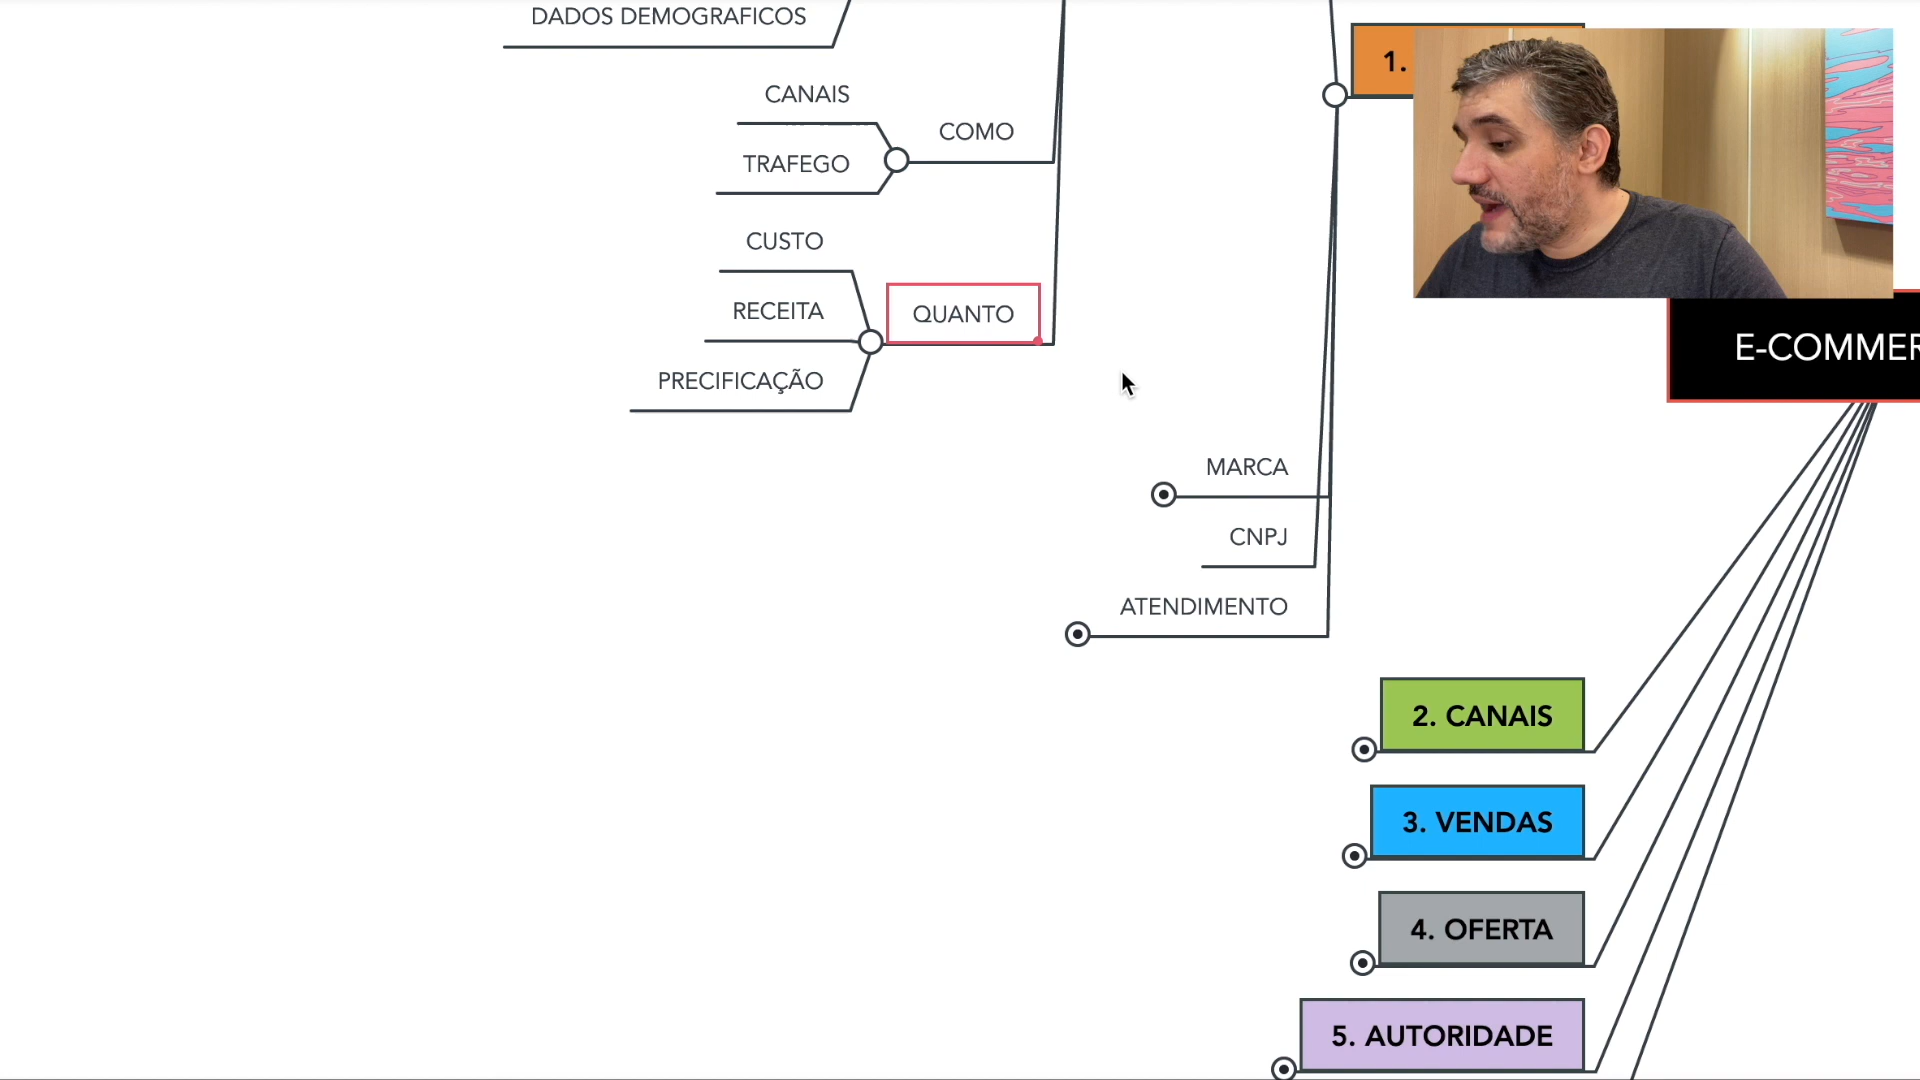 DADOS DEMOGRAFICOS
CANAIS
COMO
TRAFEGO
CUSTO
RECEITA
QUANTO
PRECIFICAÇÃO
1.
E-COMMER
MARCA
CNPJ
ATENDIMENTO
2. CANAIS
3. VENDAS
4. OFERTA
5. AUTORIDADE